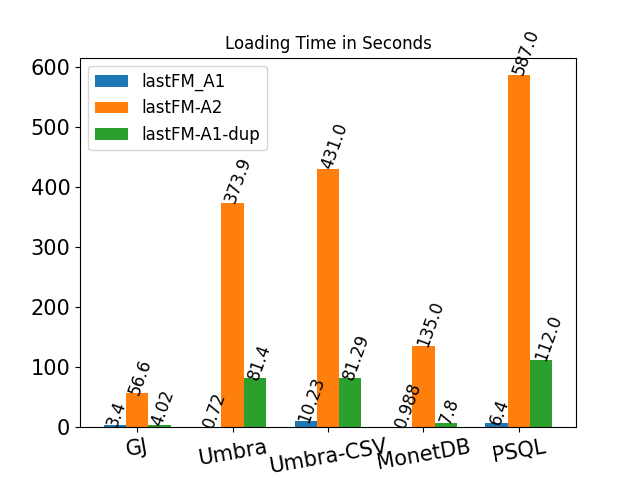 Loading Time in Seconds
lastFM_A1
lastFM-A2
lastFM-A1-dup
600
500
400
300
200
100
0
3.4
56.6
4.02
0.72
373.9
81.4
10.23
431.0
81.29
0.988
135.0
7.8
6.4
587.0
112.0
GJ
Umbra
Umbra-CSV
MonetDB
PSQL